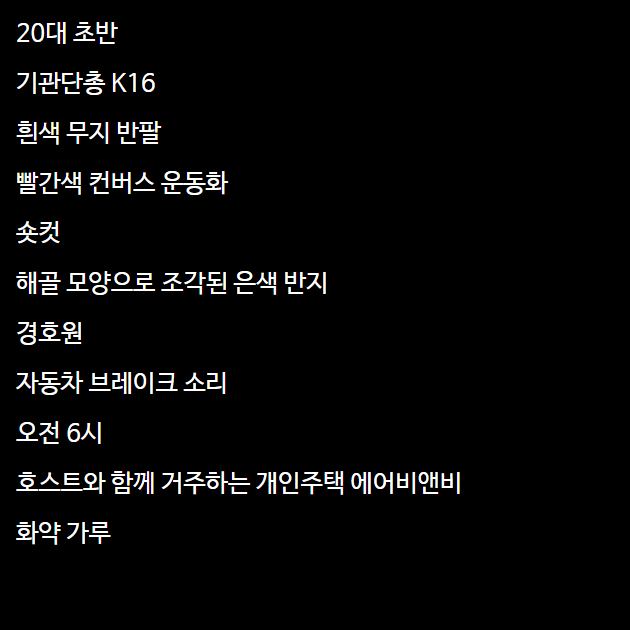 20대 초반
기관단총 K16
흰색 무지 반팔
빨간색 컨버스 운동화
숏컷
해골 모양으로 조각된 은색 반지
경호원
자동차 브레이크 소리
오전 6시
호스트와 함께 거주하는 개인주택 에어비앤비
화약 가루